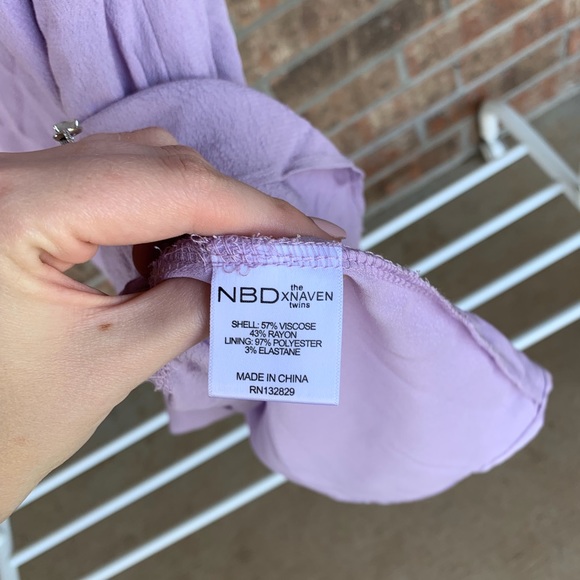 NBD x the NAVEN twins
SHELL: 57% VISCOSE
43% RAYON
LINING: 97% POLYESTER
3% ELASTANE
MADE IN CHINA
RN132829